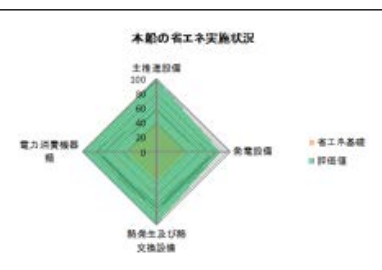 本船の省エネ実施状況
主推進設備
100
80
60
40
20
0
電力消費機器
類
発電設備
熱発生及び熱
交換設備
省エネ基礎
評価値